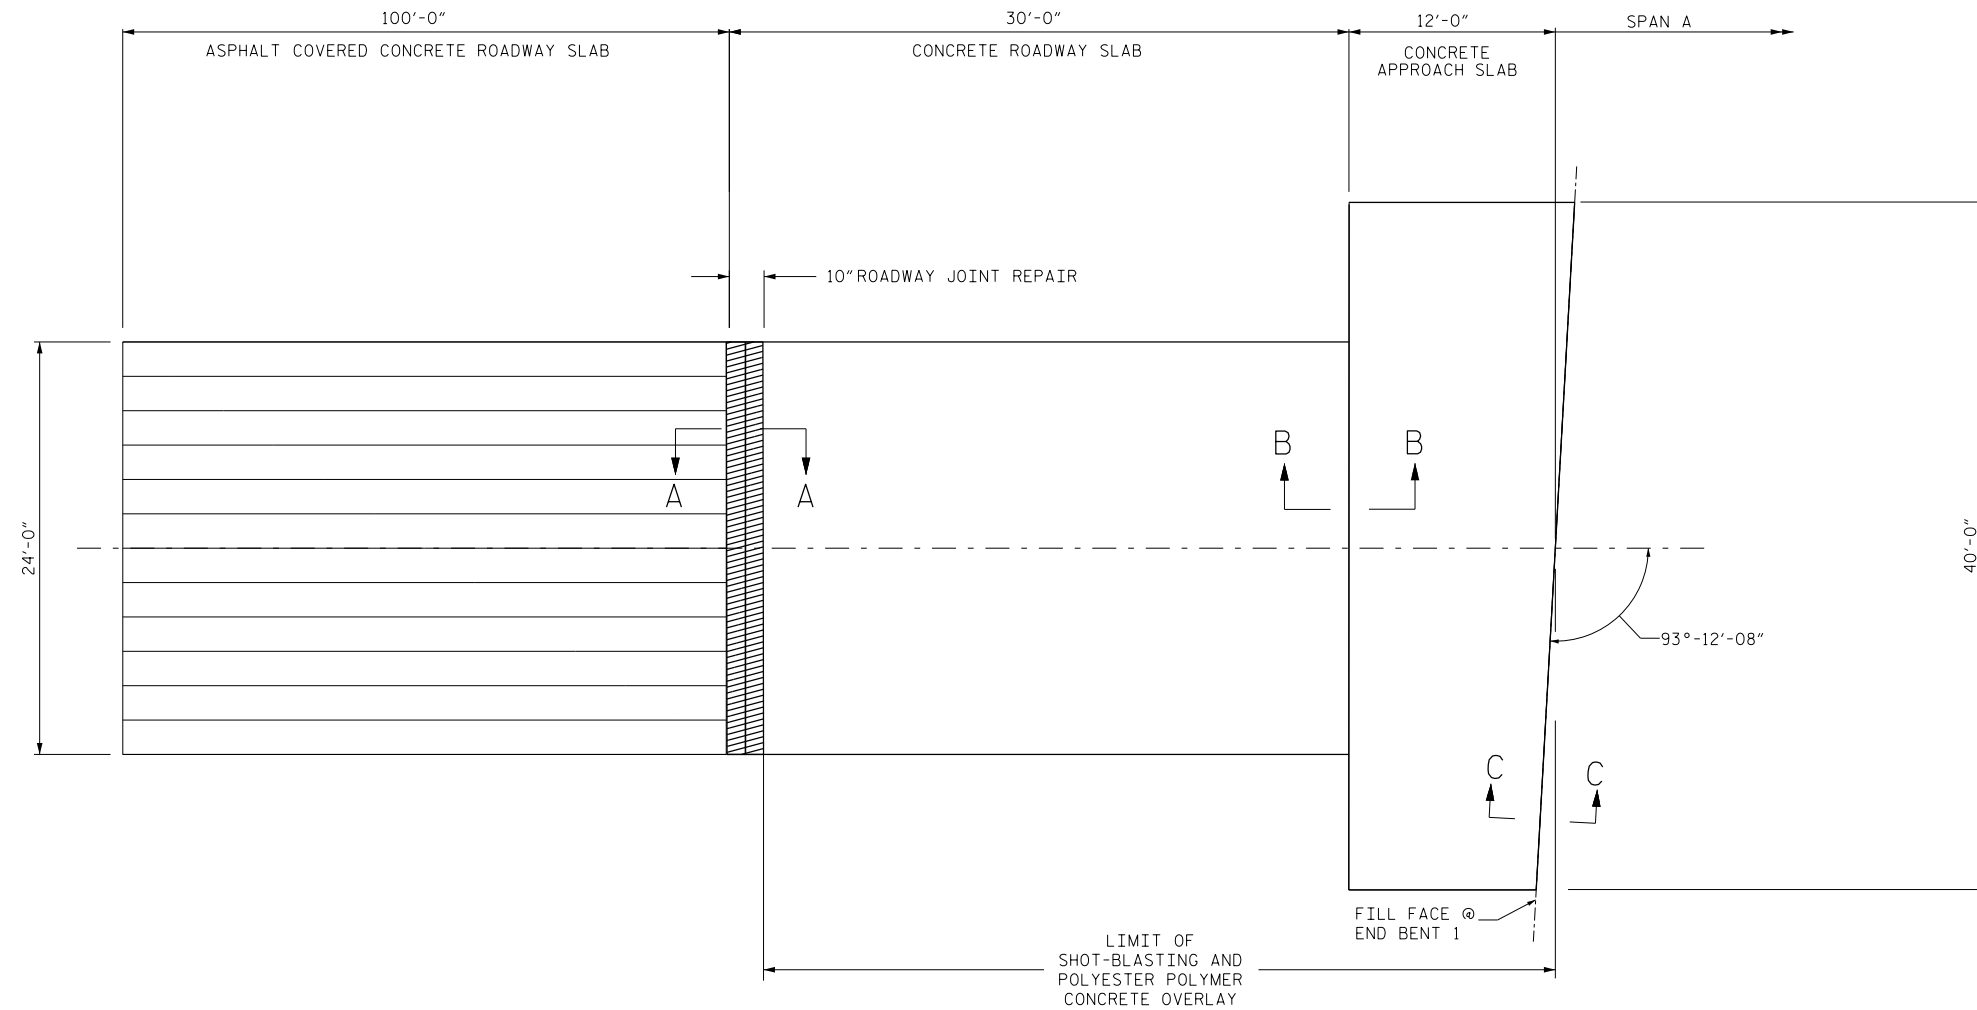 100'-0"
30'-0"
12'-0"
SPAN A
ASPHALT COVERED CONCRETE ROADWAY SLAB
CONCRETE ROADWAY SLAB
CONCRETE
APPROACH SLAB
10" ROADWAY JOINT REPAIR
B
B
A
A
24'-0"
40'-0"
93°-12'-08"
C
C
FILL FACE @
END BENT 1
LIMIT OF
SHOT-BLASTING AND
POLYESTER POLYMER
CONCRETE OVERLAY